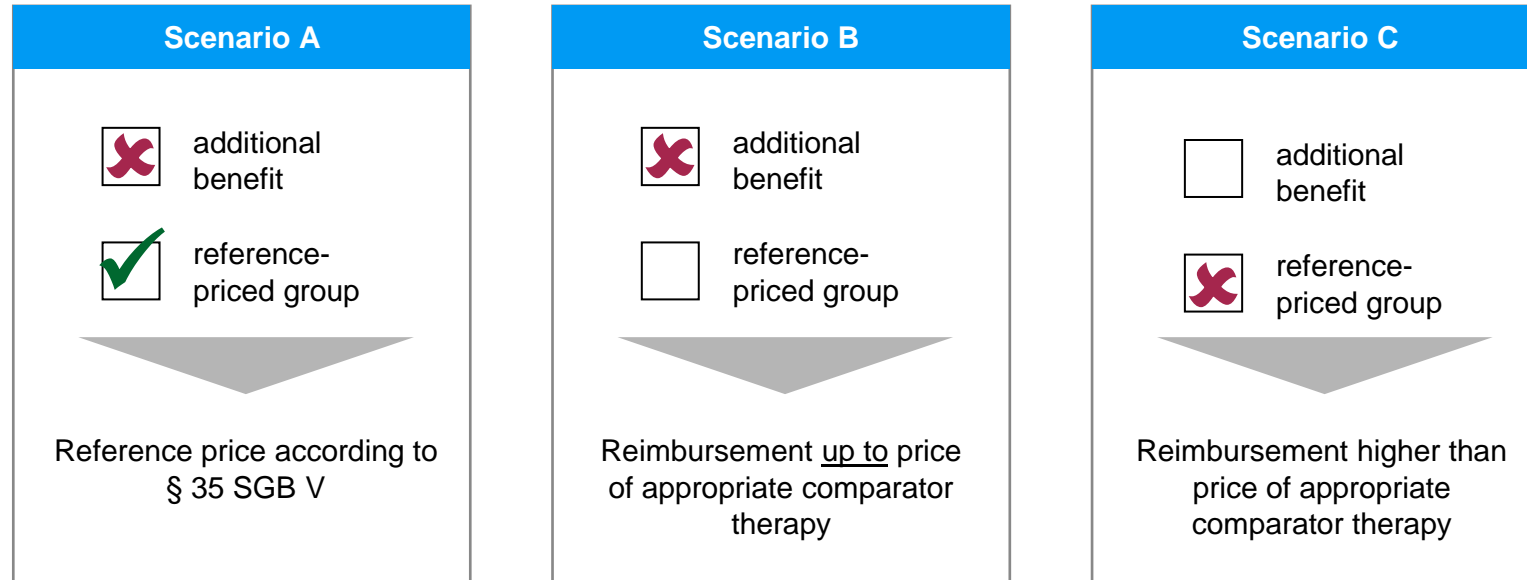 Scenario A
additional
benefit
reference-
priced group
Reference price according to
§ 35 SGB V
Scenario B
additional
benefit
reference-
priced group
Reimbursement up to price
of appropriate comparator
therapy
Scenario C
additional
benefit
reference-
priced group
Reimbursement higher than
price of appropriate
comparator therapy